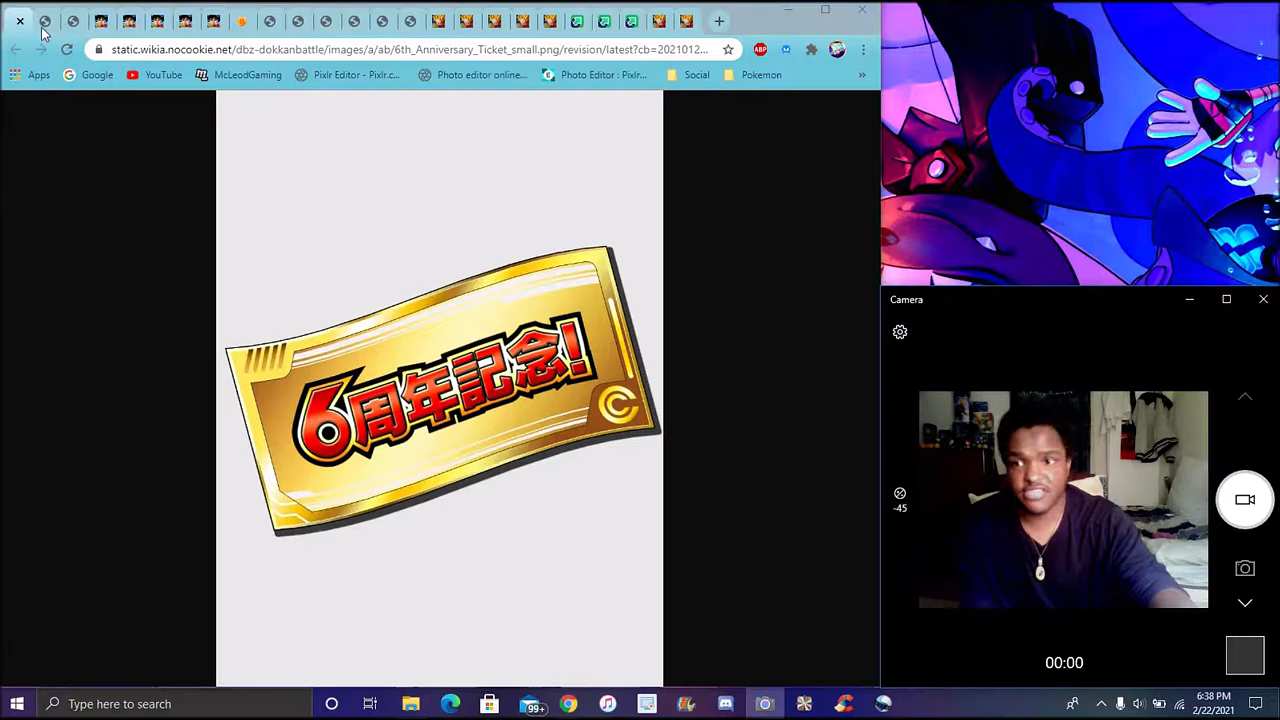 static.wikia.nocookie.net/dbz-dokkanbattle/images/a/ab/6th_Anniversary_Ticket_small.png/revision/latest?cb=2021012...
ABP
Apps
Google
YouTube
McLeodGaming
Pixlr Editor - Pixlr.c...
Photo editor online...
Photo Editor : Pixlr...
Social
Pokemon
»
6周年記念!
C
Camera
-45
00:00
Type here to search
99+
6:38 PM
2/22/2021